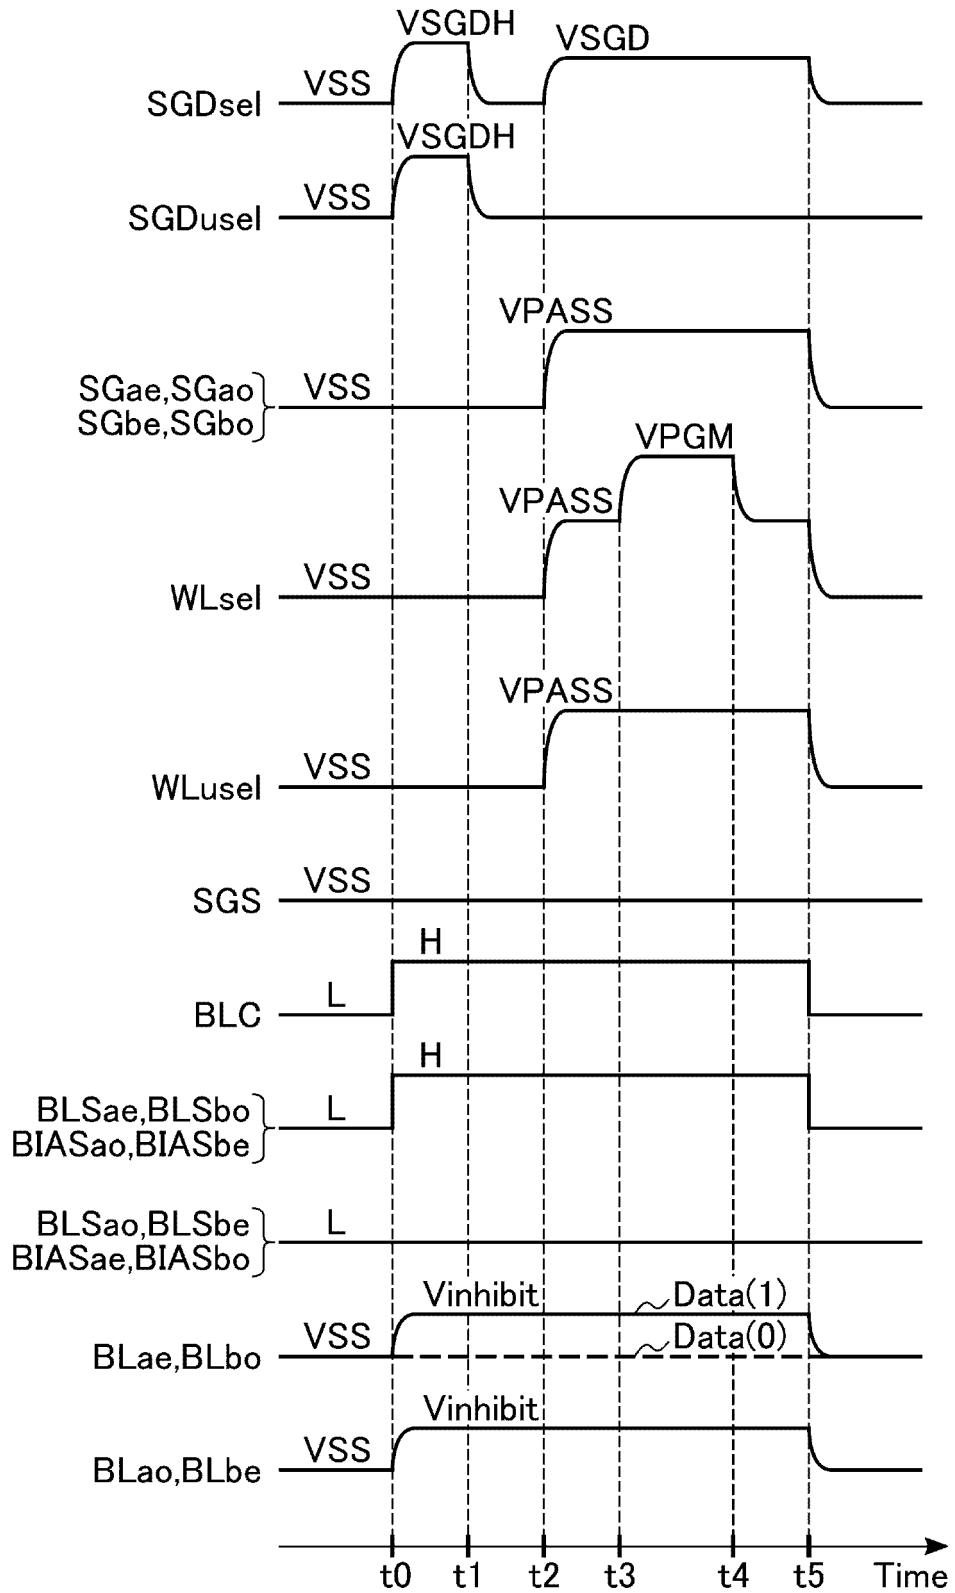 VSGDH
VSGD
VSS
SGDsel
VSGDH
VSS
SGDusel
VPASS
SGae,SGao
VSS
SGbe,SGbo
VPGM
VPASS
VSS
WLsel
VPASS
VSS
WLusel
VSS
SGS
H
L
BLC
H
BLSae,BLSbo
L
BIASao,BIASbe
BLSao,BLSbe
L
BIASae,BIASbo
Vinhibit
Data(1)
VSS
Data(0)
BLae,BLbo
Vinhibit
VSS
BLao,BLbe
t0 t1 t2 t3 t4 t5 Time